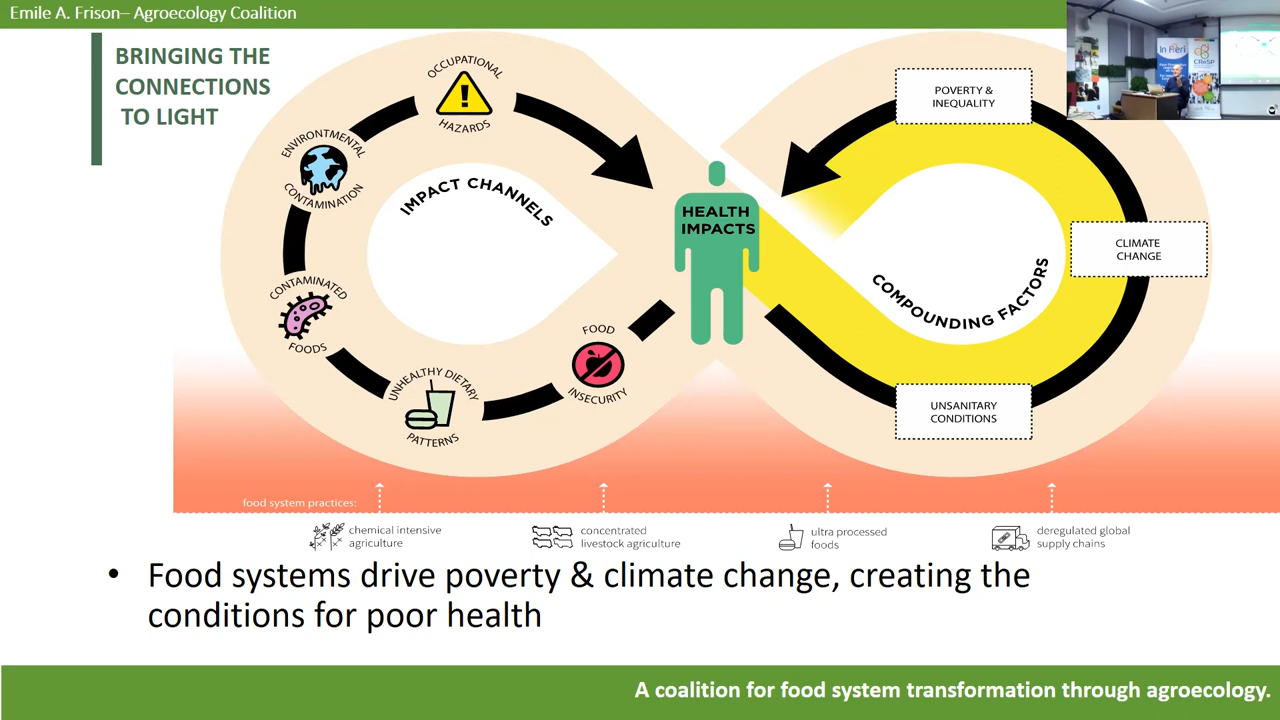 Emile A. Frison– Agroecology Coalition
BRINGING THE
CONNECTIONS
TO LIGHT
OCCUPATIONAL
HAZARDS
ENVIRONTMENTAL
CONTAMINATION
IMPACT CHANNELS
CONTAMINATED
FOODS
UNHEALTHY DIETARY
PATTERNS
FOOD
INSECURITY
HEALTH
IMPACTS
POVERTY &
INEQUALITY
CLIMATE
CHANGE
COMPOUNDING FACTORS
UNSANITARY
CONDITIONS
food system practices:
chemical intensive
agriculture
concentrated
livestock agriculture
ultra processed
foods
deregulated global
supply chains
• Food systems drive poverty & climate change, creating the
conditions for poor health
A coalition for food system transformation through agroecology.
CReSP